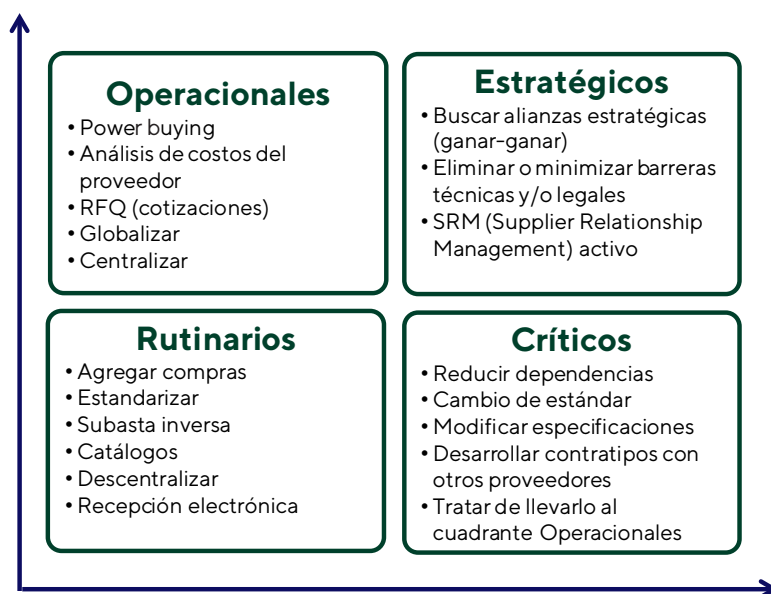 Operacionales
• Power buying
• Análisis de costos del
proveedor
• RFQ (cotizaciones)
• Globalizar
• Centralizar
Estratégicos
• Buscar alianzas estratégicas
(ganar-ganar)
• Eliminar o minimizar barreras
técnicas y/o legales
• SRM (Supplier Relationship
Management) activo
Rutinarios
• Agregar compras
• Estandarizar
• Subasta inversa
• Catálogos
• Descentralizar
• Recepción electrónica
Críticos
• Reducir dependencias
• Cambio de estándar
• Modificar especificaciones
• Desarrollar contratipos con
otros proveedores
• Tratar de llevarlo al
cuadrante Operacionales